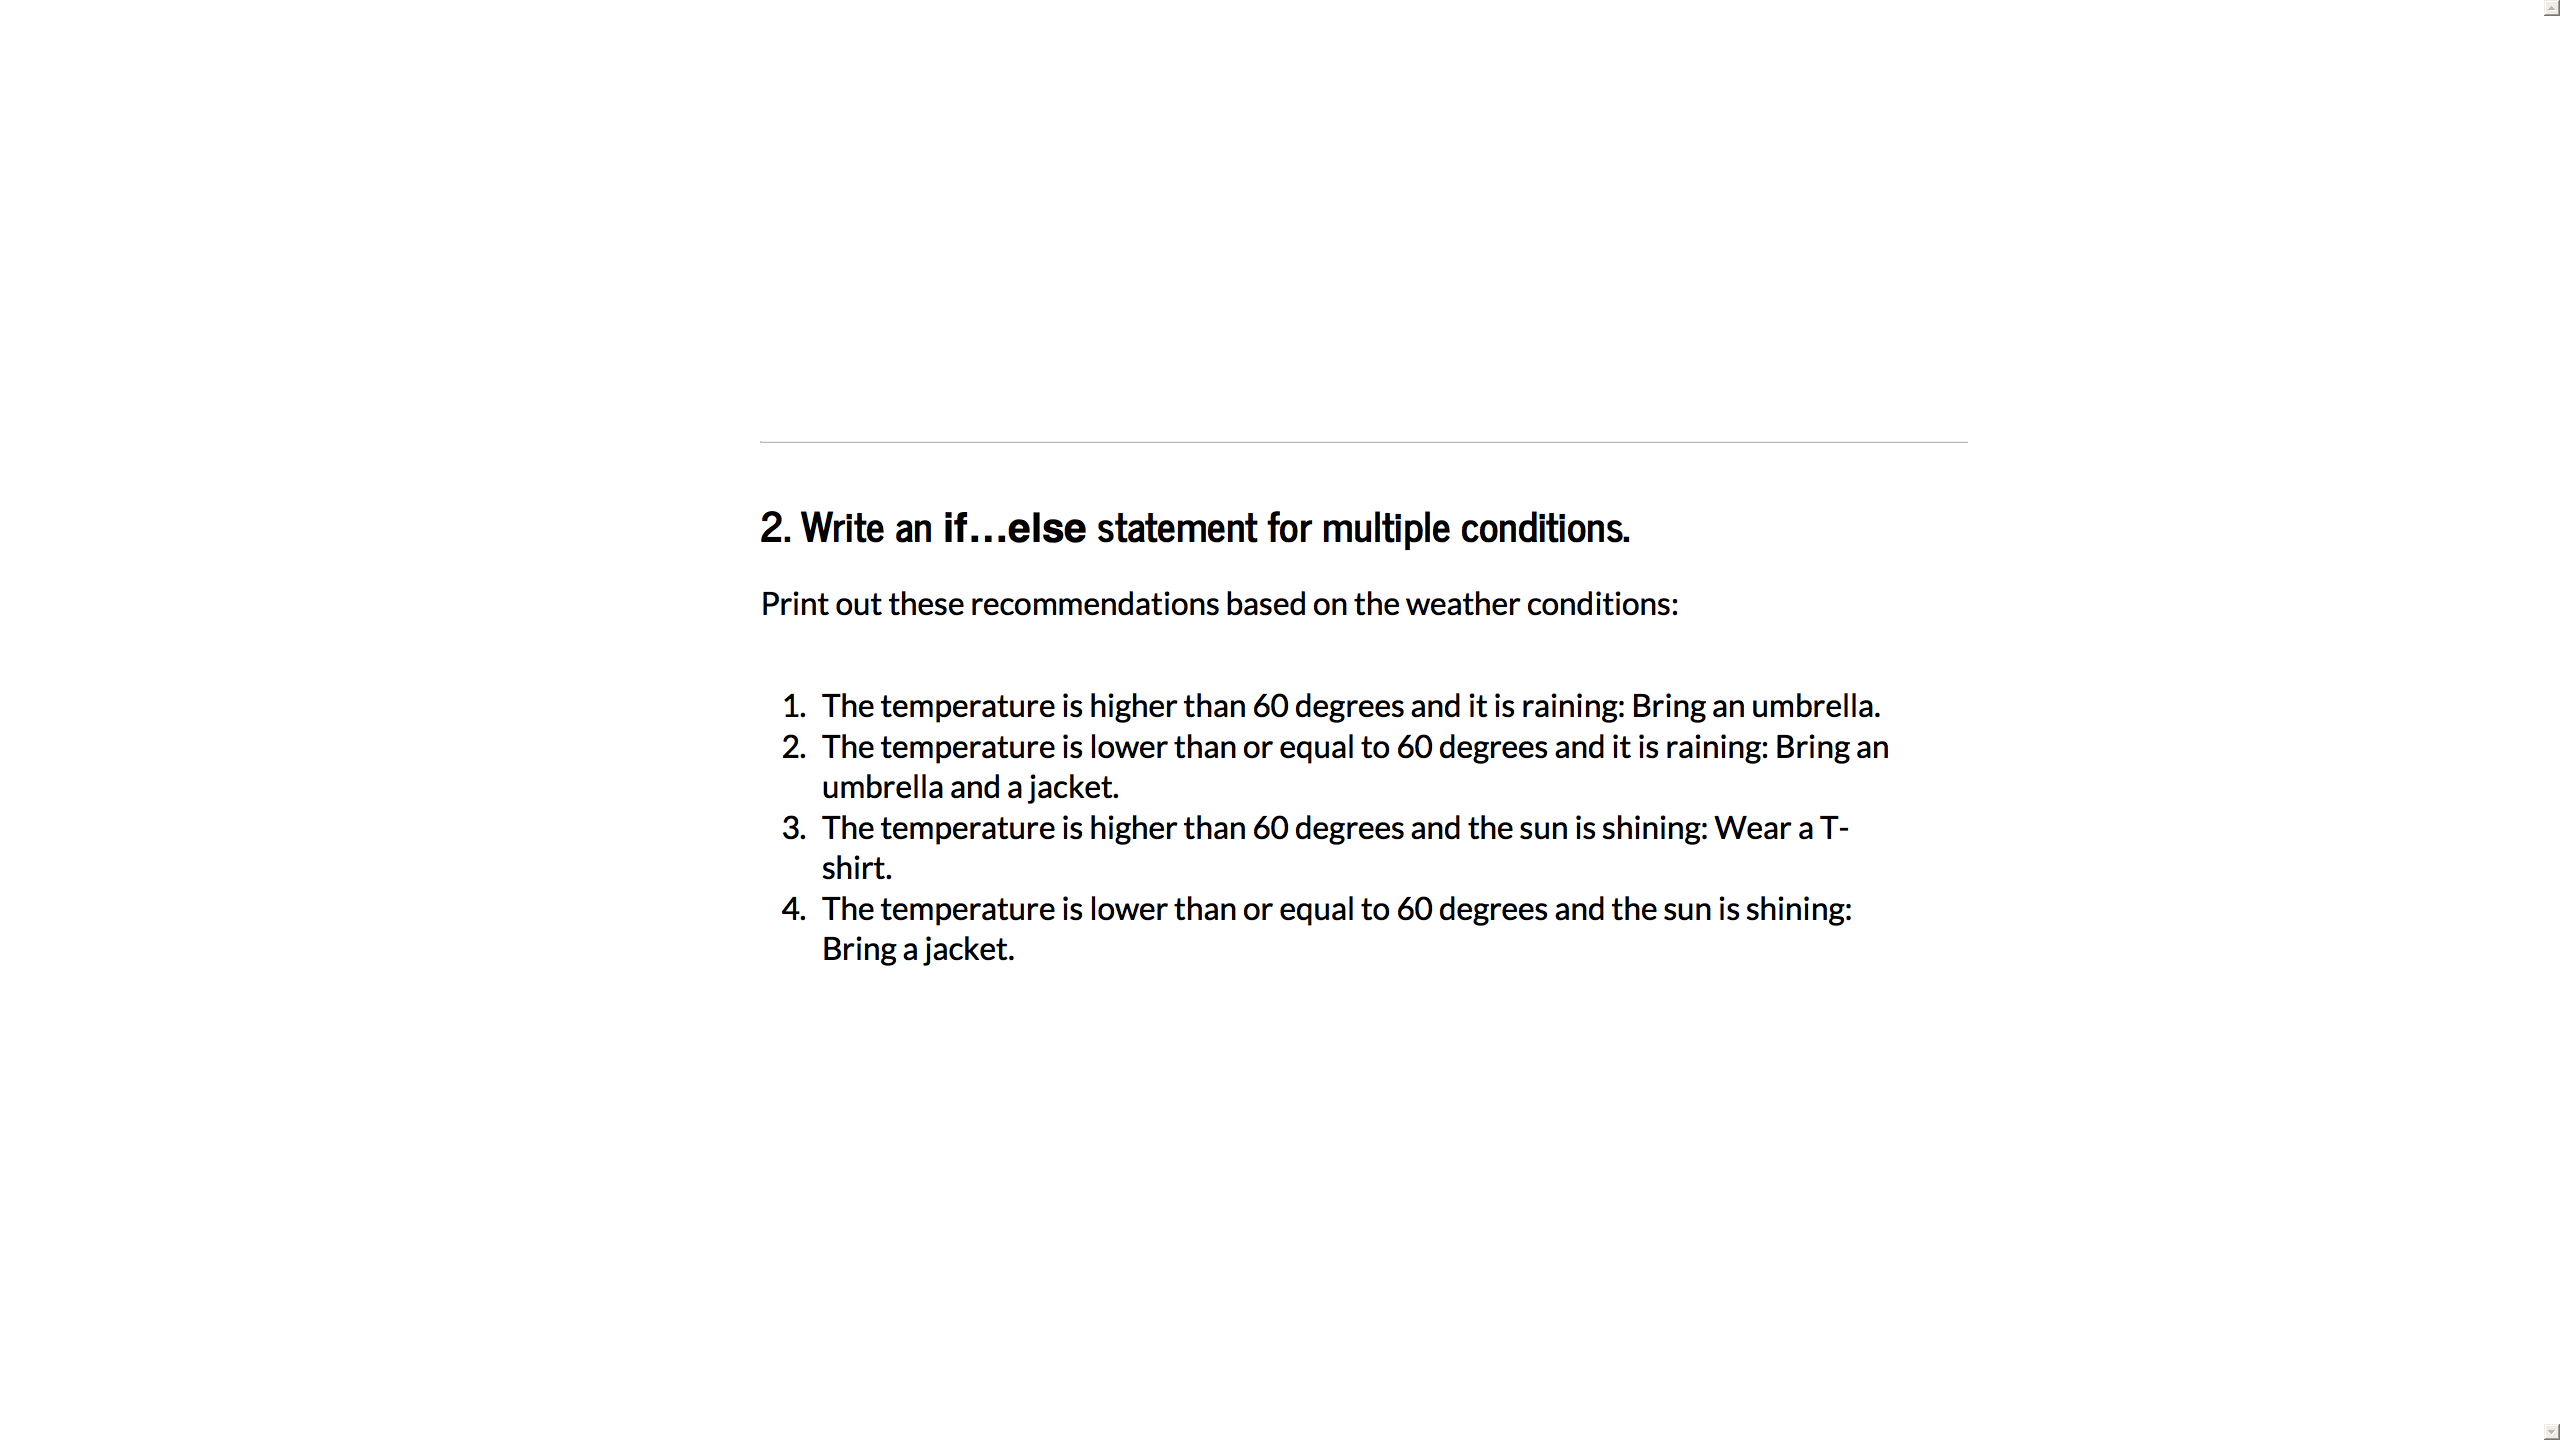 2. Write an if...else statement for multiple conditions.
Print out these recommendations based on the weather conditions:
1. The temperature is higher than 60 degrees and it is raining: Bring an umbrella.
2. The temperature is lower than or equal to 60 degrees and it is raining: Bring an
umbrella and a jacket.
3. The temperature is higher than 60 degrees and the sun is shining: Wear a T-
shirt.
4. The temperature is lower than or equal to 60 degrees and the sun is shining:
Bring a jacket.